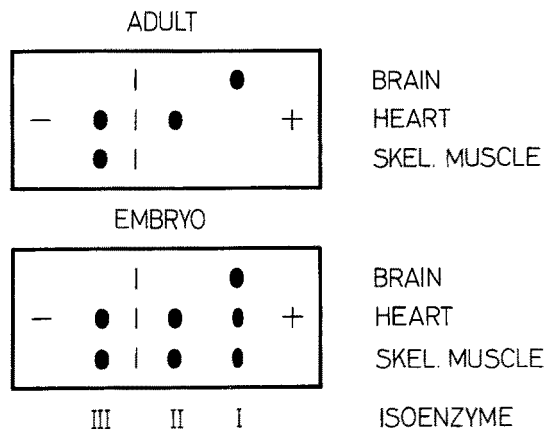 ADULT
BRAIN
− HEART +
SKEL. MUSCLE
EMBRYO
BRAIN
− HEART +
SKEL. MUSCLE
III II I ISOENZYME